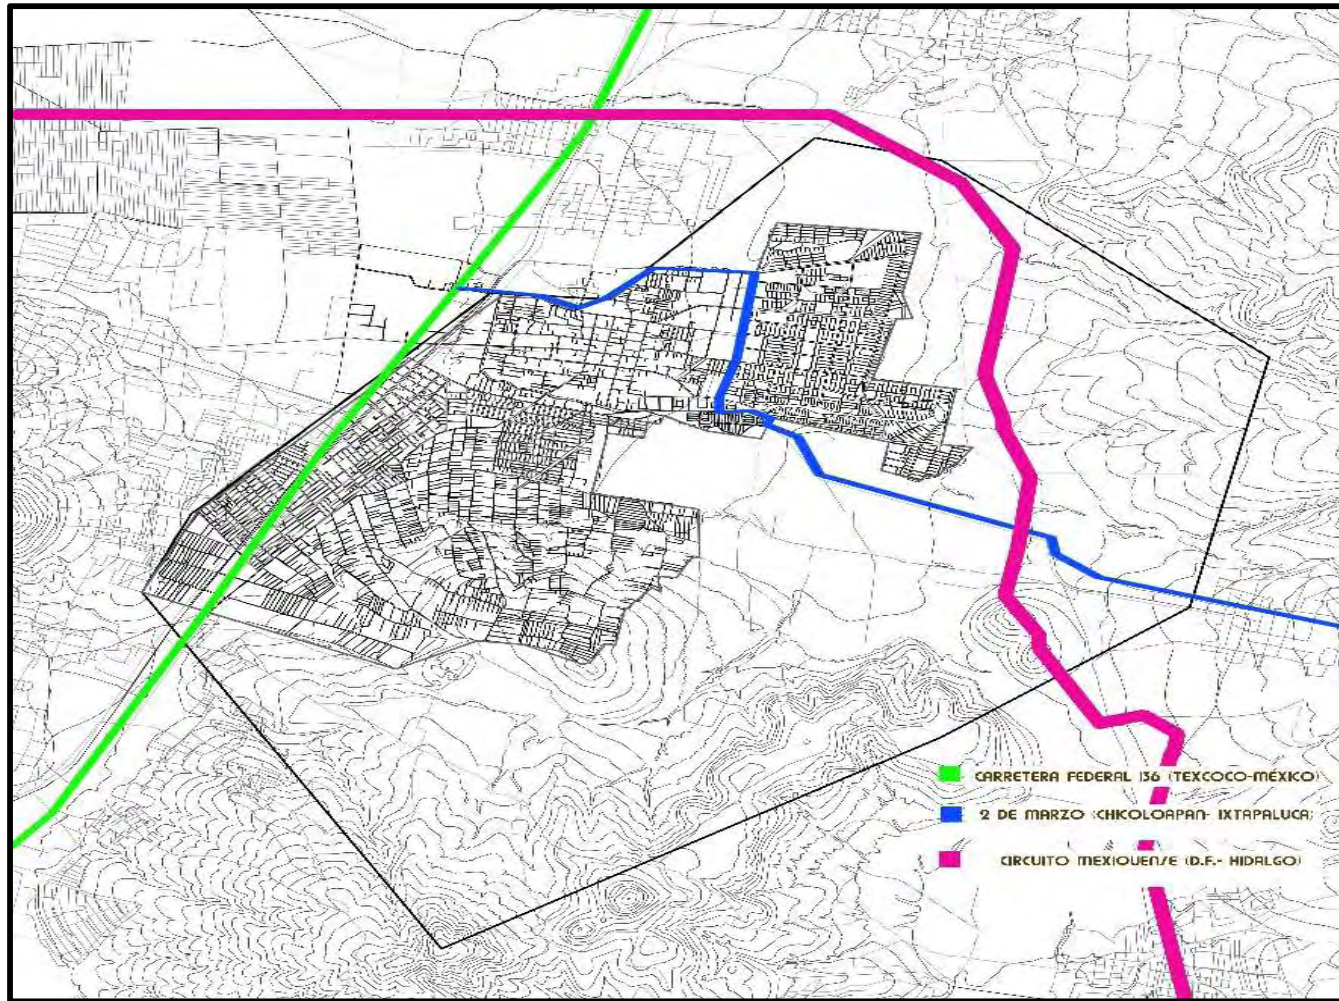 CARRETERA FEDERAL 136 (TEXCOCO-MÉXICO)
2 DE MARZO (CHICOLOAPAN- IXTAPALUCA)
CIRCUITO MEXIQUENSE (D.F.- HIDALGO)